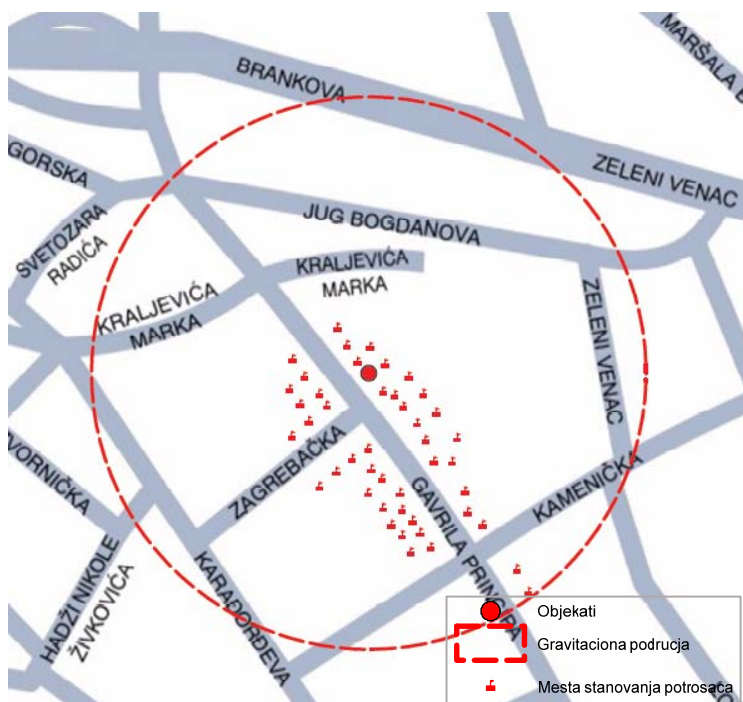 BRANKOVA
MARŠALA
ZELENI VENAC
GORSKA
SVETOZARA
RADIĆA
JUG BOGDANOVA
KRALJEVIĆA
MARKA
KRALJEVIĆA
MARKA
ZELENI
VENAC
ZAGREBAČKA
KAMENIČKA
GAVRILA PRINCIPA
HADŽI NIKOLE
ŽIVKOVIĆA
KARAĐORĐEVA
Objekati
Gravitaciona podrucja
Mesta stanovanja potrosaca